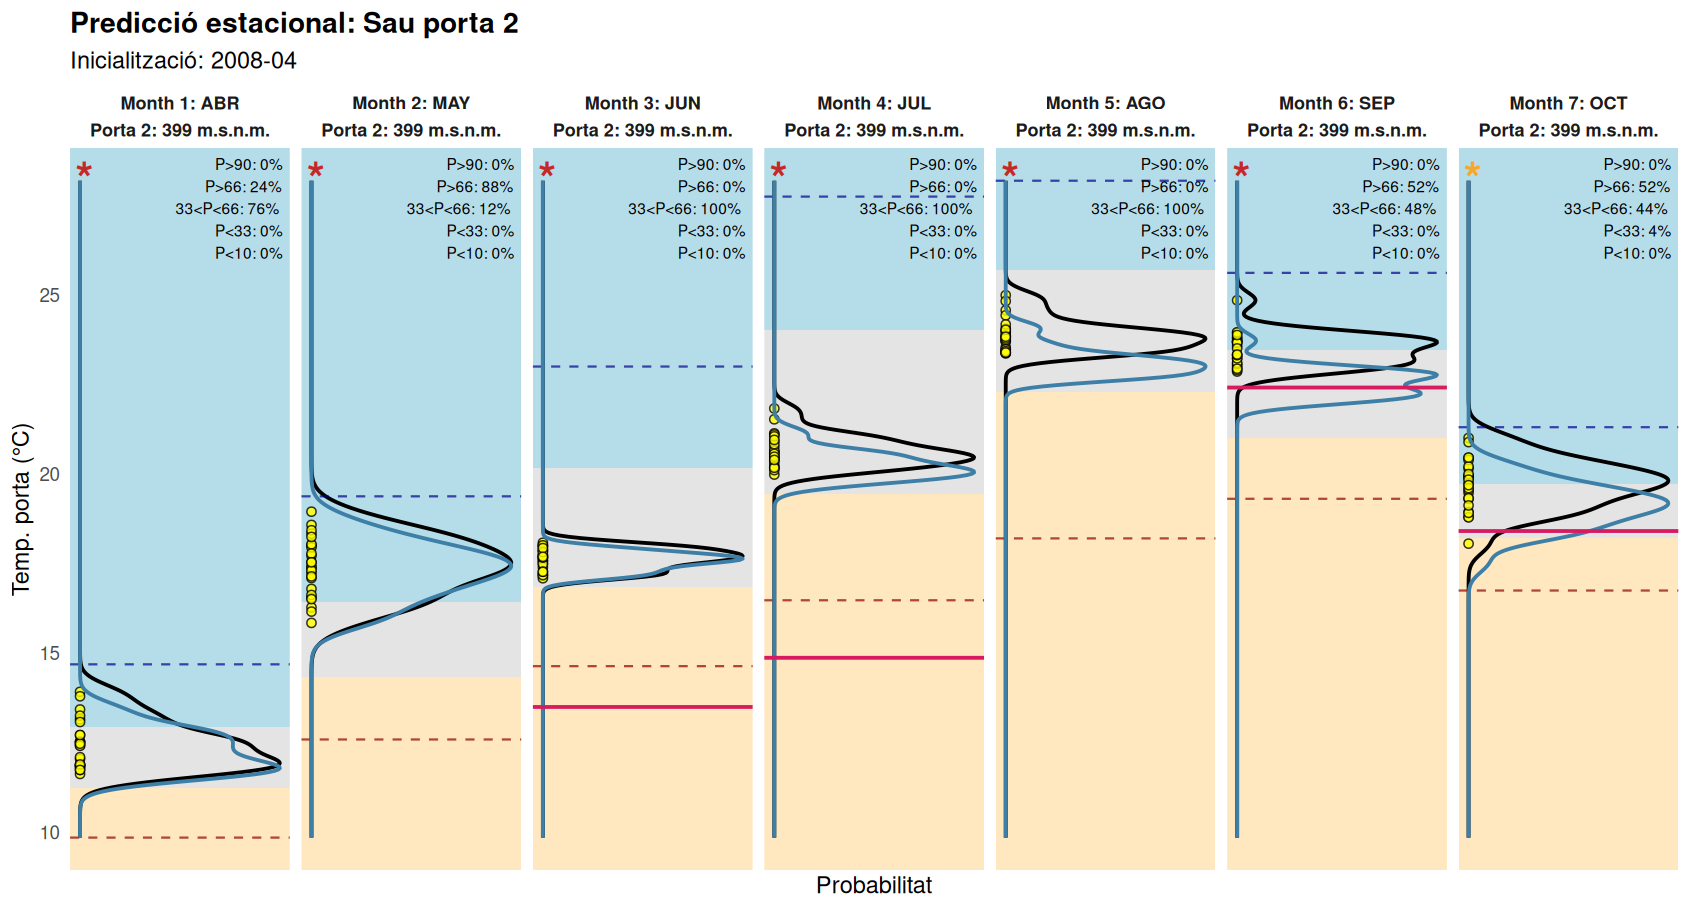 Predicció estacional: Sau porta 2
Inicialització: 2008-04
Month 1: ABR
Porta 2: 399 m.s.n.m.
Month 2: MAY
Porta 2: 399 m.s.n.m.
Month 3: JUN
Porta 2: 399 m.s.n.m.
Month 4: JUL
Porta 2: 399 m.s.n.m.
Month 5: AGO
Porta 2: 399 m.s.n.m.
Month 6: SEP
Porta 2: 399 m.s.n.m.
Month 7: OCT
Porta 2: 399 m.s.n.m.
*
P>90: 0%
P>66: 24%
33<P<66: 76%
P<33: 0%
P<10: 0%
*
P>90: 0%
P>66: 88%
33<P<66: 12%
P<33: 0%
P<10: 0%
*
P>90: 0%
P>66: 0%
33<P<66: 100%
P<33: 0%
P<10: 0%
*
P>90: 0%
P>66: 0%
33<P<66: 100%
P<33: 0%
P<10: 0%
*
P>90: 0%
P>66: 0%
33<P<66: 100%
P<33: 0%
P<10: 0%
*
P>90: 0%
P>66: 52%
33<P<66: 48%
P<33: 0%
P<10: 0%
*
P>90: 0%
P>66: 52%
33<P<66: 44%
P<33: 4%
P<10: 0%
25
20
15
10
Temp. porta (°C)
Probabilitat